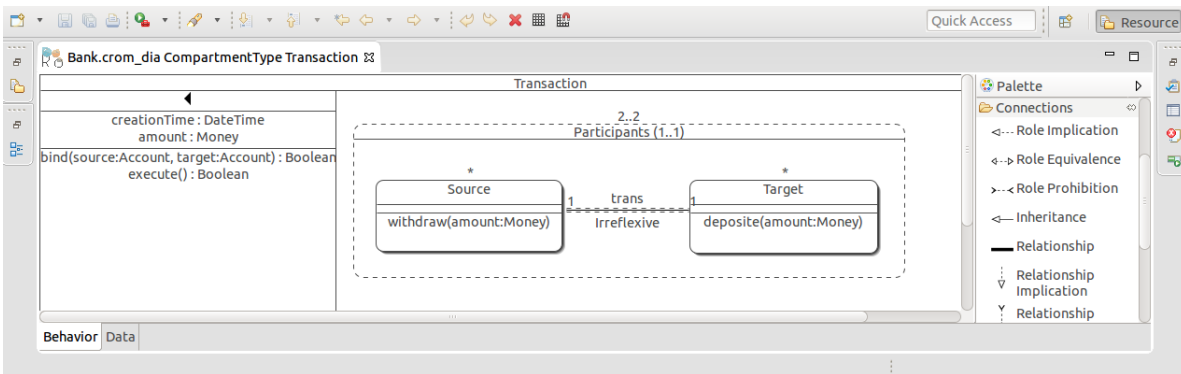 Quick Access
Resource
Bank.crom_dia CompartmentType Transaction
Transaction
creationTime : DateTime
amount : Money
bind(source:Account, target:Account) : Boolean
execute() : Boolean
2..2
Participants (1..1)
*
Source
withdraw(amount:Money)
1
trans
Irreflexive
1
*
Target
deposite(amount:Money)
Palette
Connections
Role Implication
Role Equivalence
Role Prohibition
Inheritance
Relationship
Relationship
Implication
Relationship
Behavior
Data